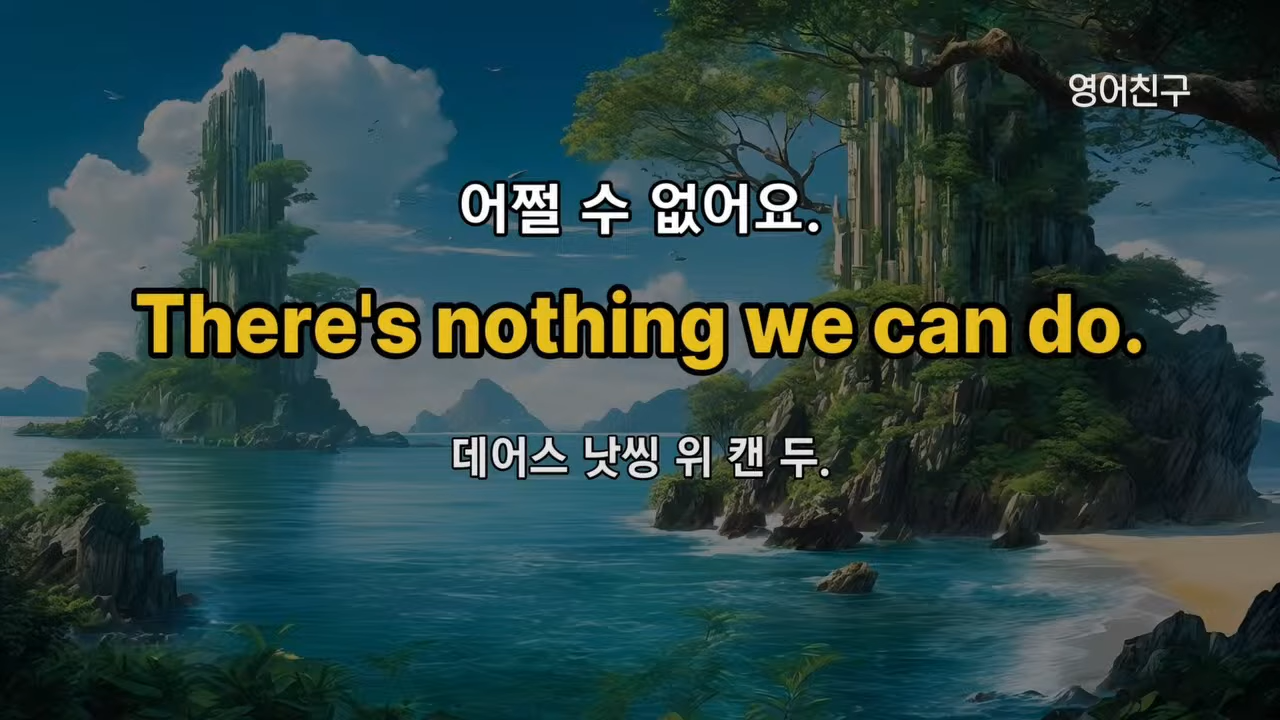 영어친구
어쩔 수 없어요.
There's nothing we can do.
데어스 낫씽 위 캔 두.